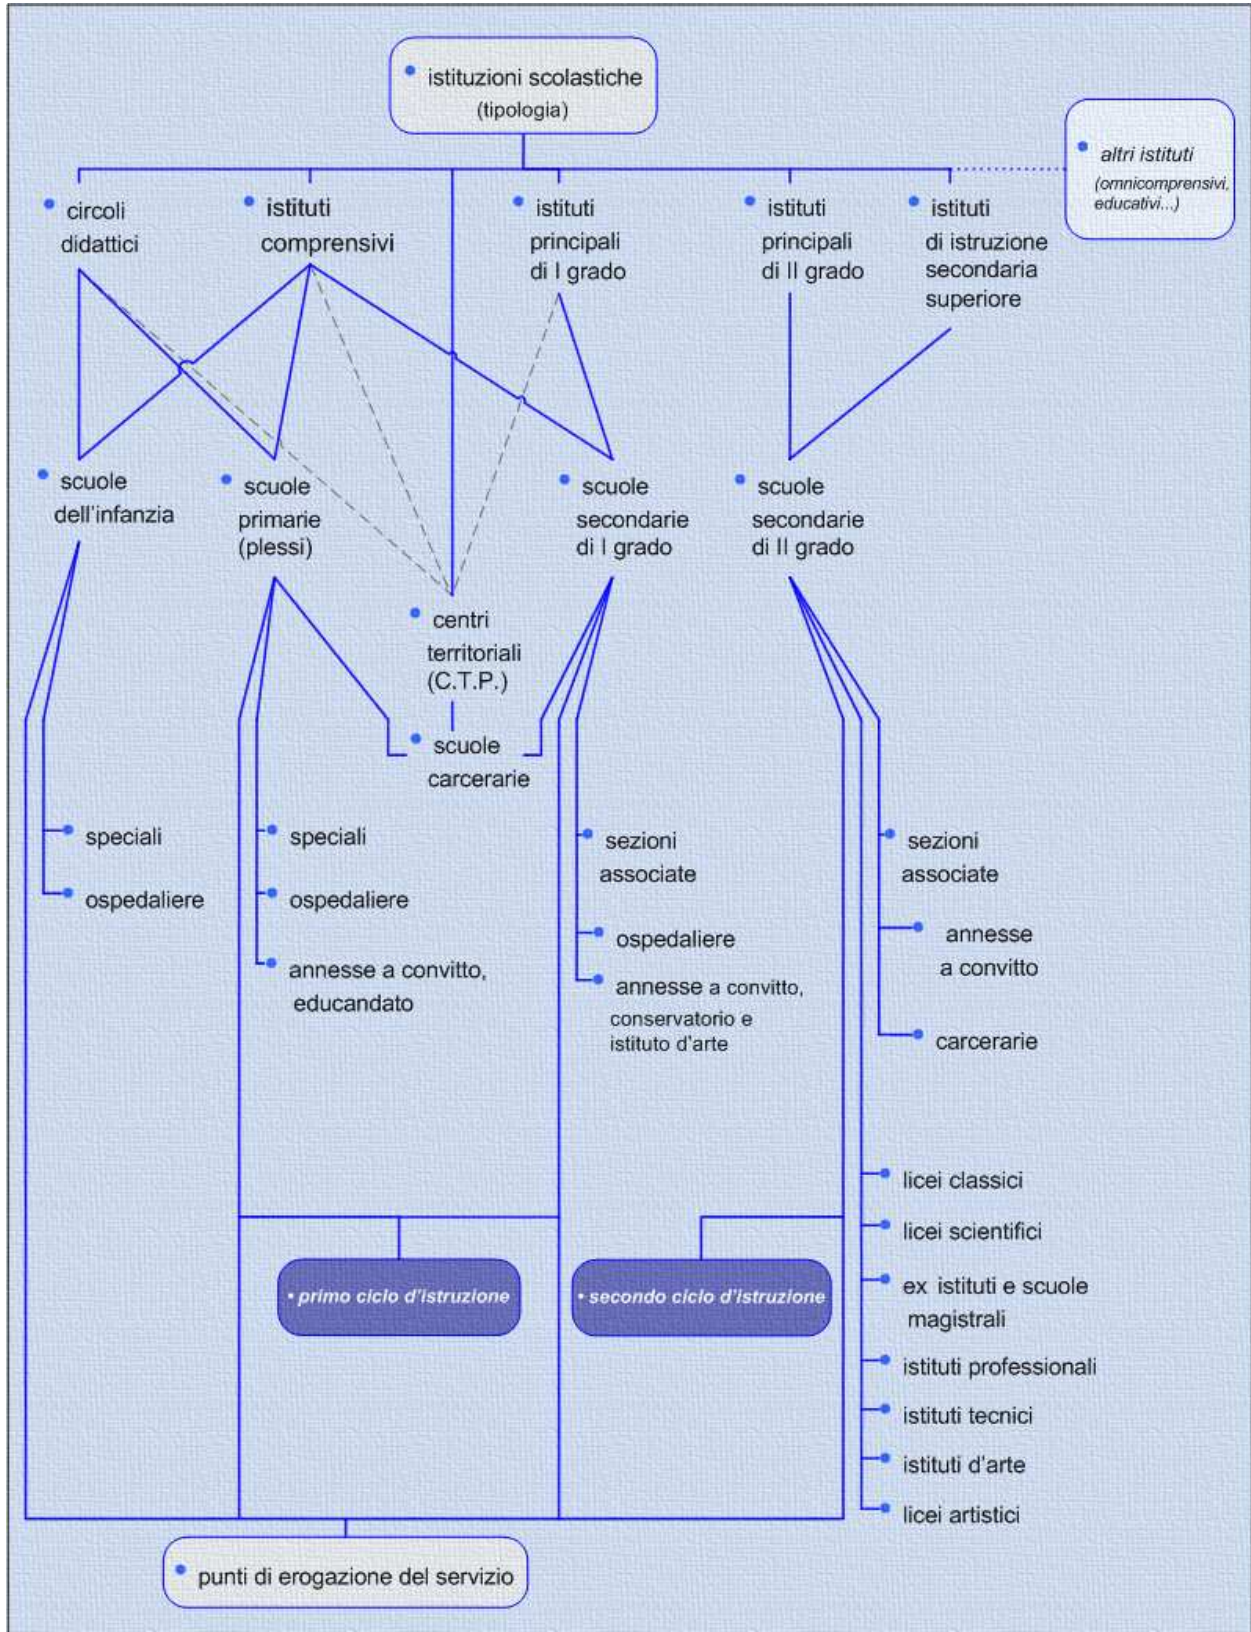 istituzioni scolastiche
(tipologia)
altri istituti
(omnicomprensivi,
educativi...)
circoli
didattici
istituti
comprensivi
istituti
principali
di I grado
istituti
principali
di II grado
istituti
di istruzione
secondaria
superiore
scuole
dell'infanzia
scuole
primarie
(plessi)
scuole
secondarie
di I grado
scuole
secondarie
di II grado
centri
territoriali
(C.T.P.)
scuole
carcerarie
speciali
ospedaliere
speciali
ospedaliere
annesse a convitto,
educandato
sezioni
associate
ospedaliere
annesse a convitto,
conservatorio e
istituto d'arte
sezioni
associate
annesse
a convitto
carcerarie
licei classici
licei scientifici
ex istituti e scuole
magistrali
istituti professionali
istituti tecnici
istituti d'arte
licei artistici
• primo ciclo d'istruzione
• secondo ciclo d'istruzione
punti di erogazione del servizio